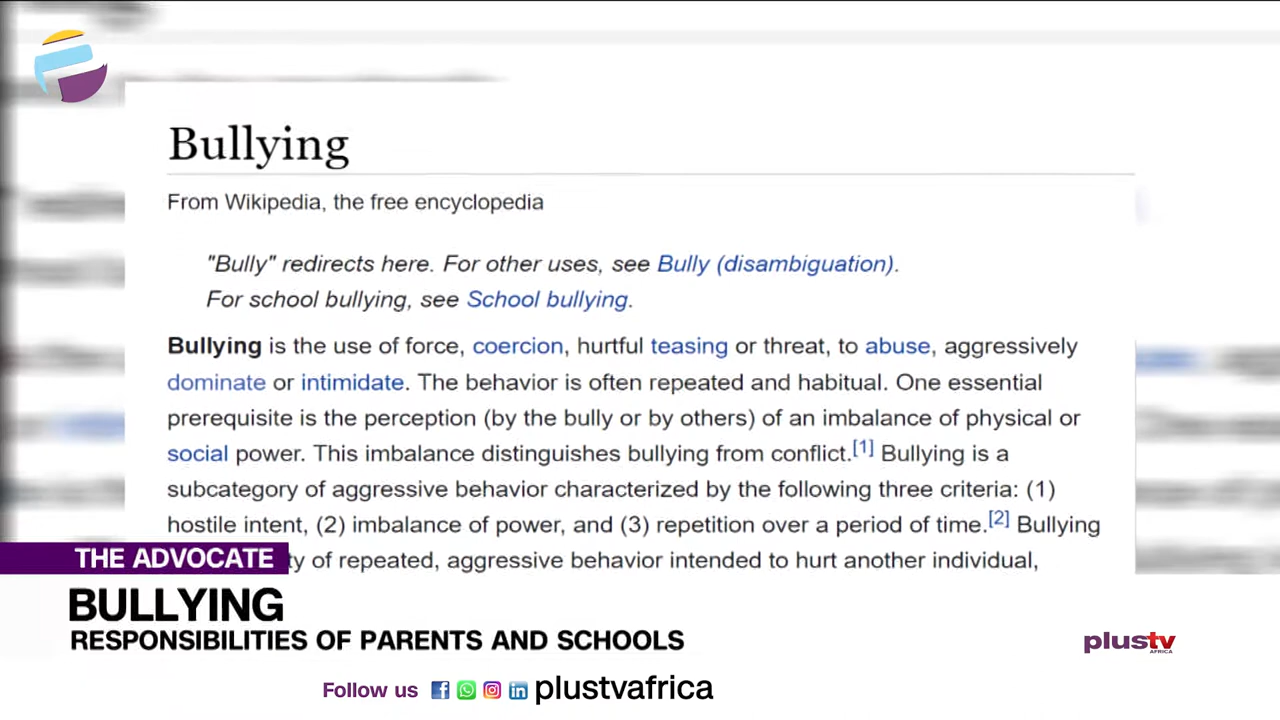 Bullying
From Wikipedia, the free encyclopedia
"Bully" redirects here. For other uses, see Bully (disambiguation).
For school bullying, see School bullying.
Bullying is the use of force, coercion, hurtful teasing or threat, to abuse, aggressively
dominate or intimidate. The behavior is often repeated and habitual. One essential
prerequisite is the perception (by the bully or by others) of an imbalance of physical or
social power. This imbalance distinguishes bullying from conflict.[1] Bullying is a
subcategory of aggressive behavior characterized by the following three criteria: (1)
hostile intent, (2) imbalance of power, and (3) repetition over a period of time.[2] Bullying
ty of repeated, aggressive behavior intended to hurt another individual,
THE ADVOCATE
BULLYING
RESPONSIBILITIES OF PARENTS AND SCHOOLS
plustv
AFRICA
Follow us plustvafrica